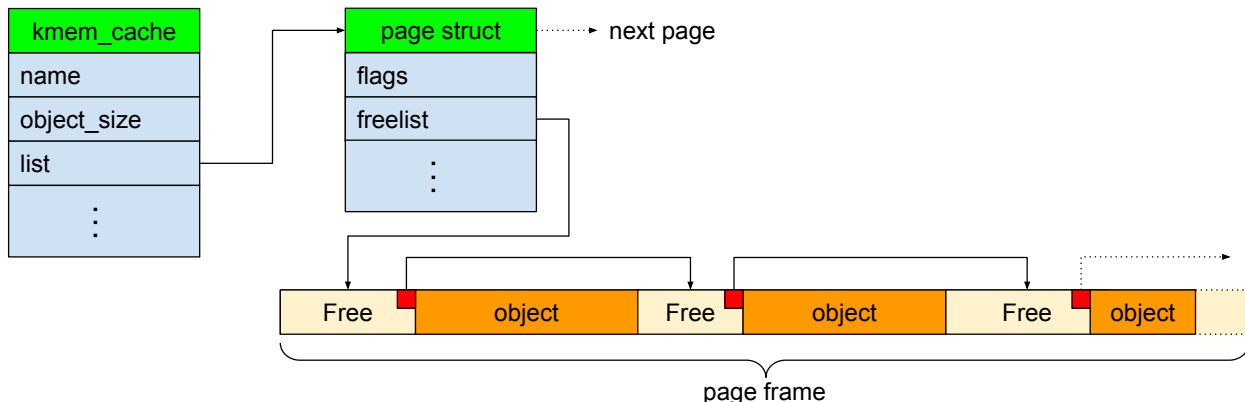 kmem_cache
name
object_size
list
page struct
next page
flags
freelist
Free
object
Free
object
Free
object
page frame